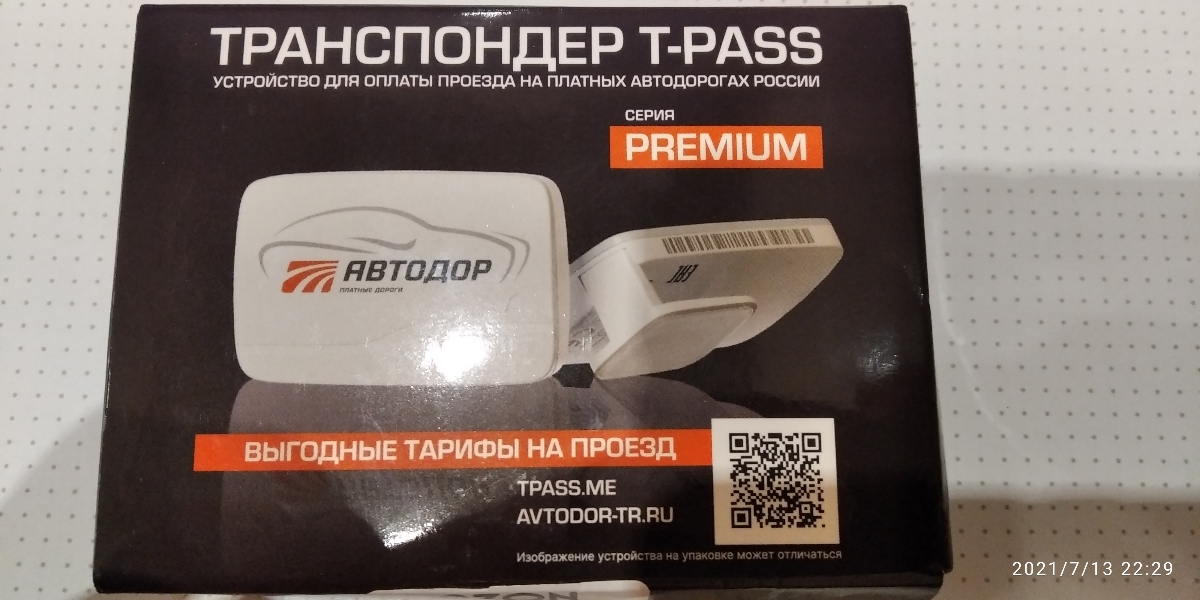 ТРАНСПОНДЕР T-PASS
УСТРОЙСТВО ДЛЯ ОПЛАТЫ ПРОЕЗДА НА ПЛАТНЫХ АВТОДОРОГАХ РОССИИ
СЕРИЯ
PREMIUM
АВТОДОР
ПЛАТНЫЕ ДОРОГИ
ВЫГОДНЫЕ ТАРИФЫ НА ПРОЕЗД
TPASS.ME
AVTODOR-TR.RU
Изображение устройства на упаковке может отличаться
2021/7/13 22:29